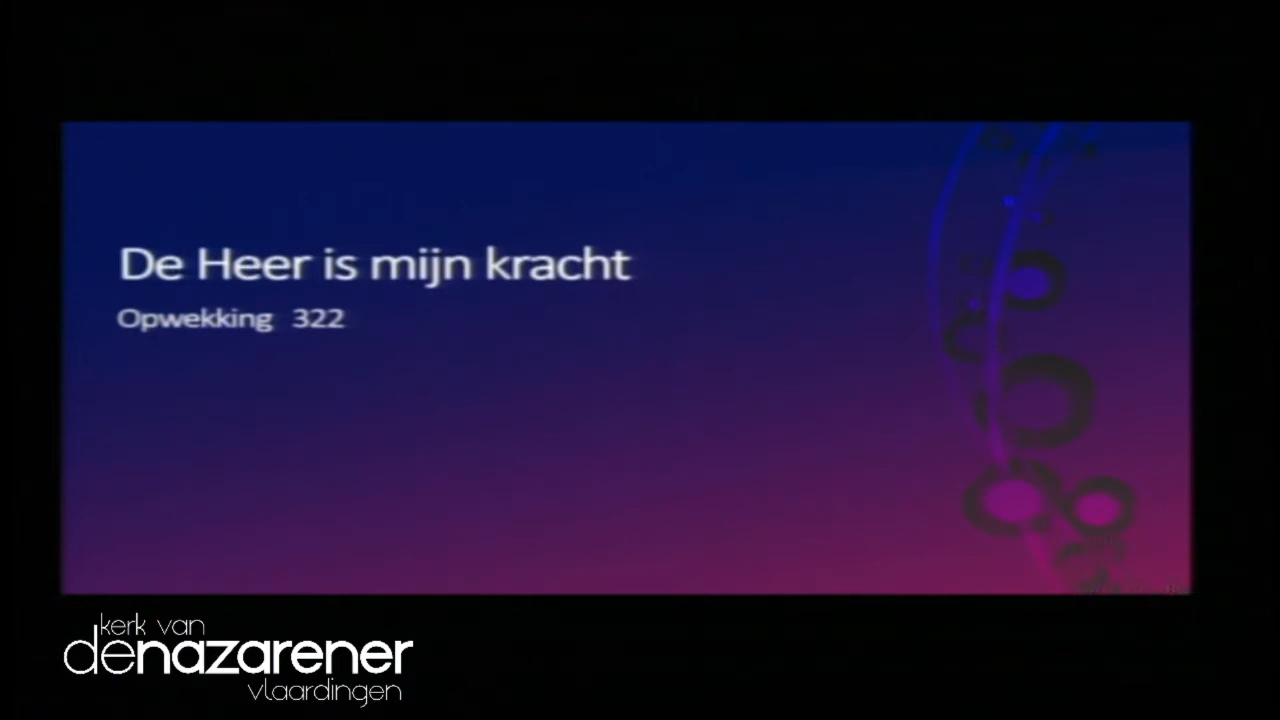 De Heer is mijn kracht
Opwekking 322
kerk van
denazarener
vlaardingen